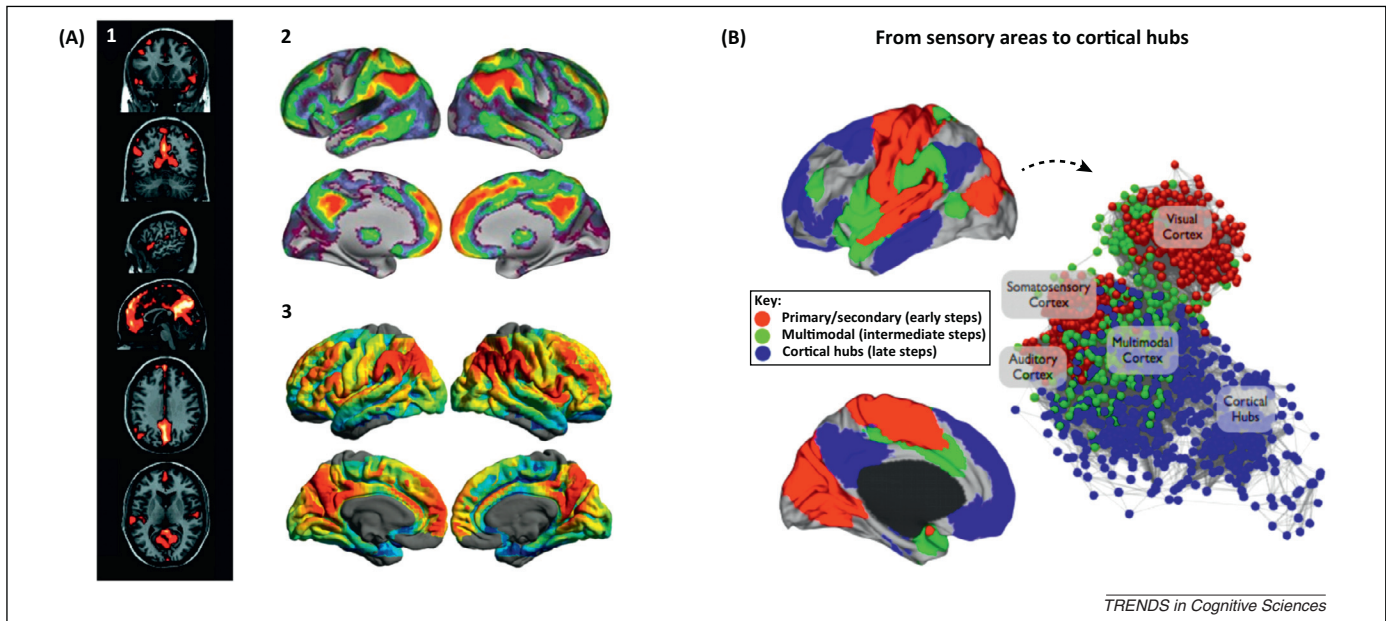 (A)
1
2
3
(B)
From sensory areas to cortical hubs
Key:
Primary/secondary (early steps)
Multimodal (intermediate steps)
Cortical hubs (late steps)
Visual
Cortex
Somatosensory
Cortex
Multimodal
Cortex
Auditory
Cortex
Cortical
Hubs
TRENDS in Cognitive Sciences